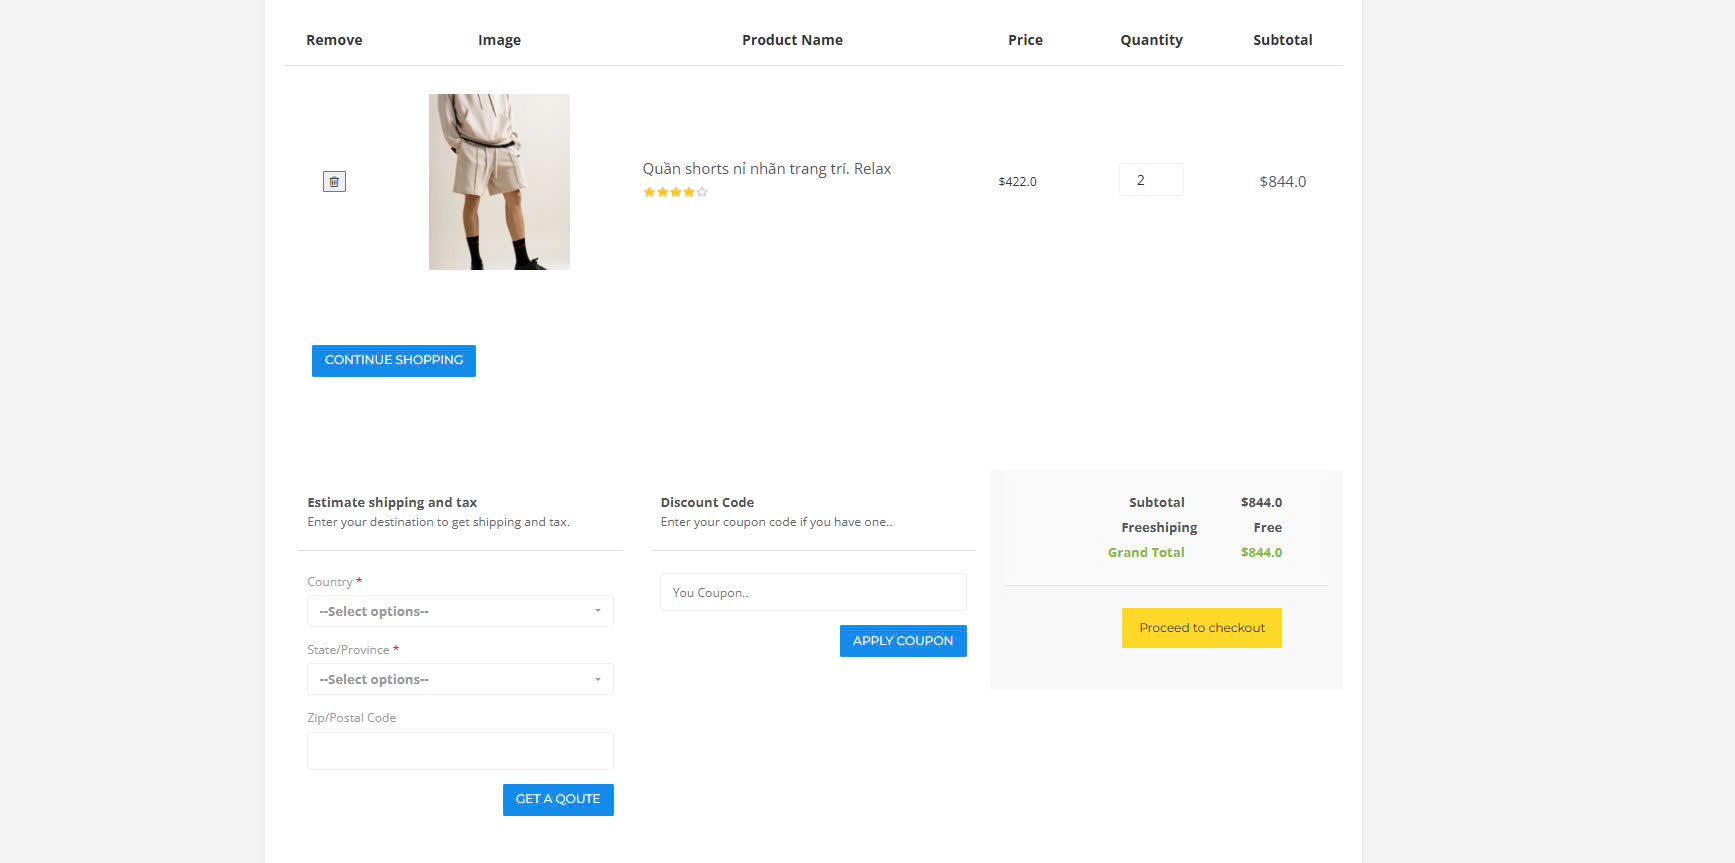 Remove Image Product Name Price Quantity Subtotal
Quần shorts nỉ nhãn trang trí. Relax
$422.0 2 $844.0
CONTINUE SHOPPING
Estimate shipping and tax
Enter your destination to get shipping and tax.
Country *
--Select options--
State/Province *
--Select options--
Zip/Postal Code
GET A QOUTE
Discount Code
Enter your coupon code if you have one..
You Coupon..
APPLY COUPON
Subtotal $844.0
Freeshiping Free
Grand Total $844.0
Proceed to checkout